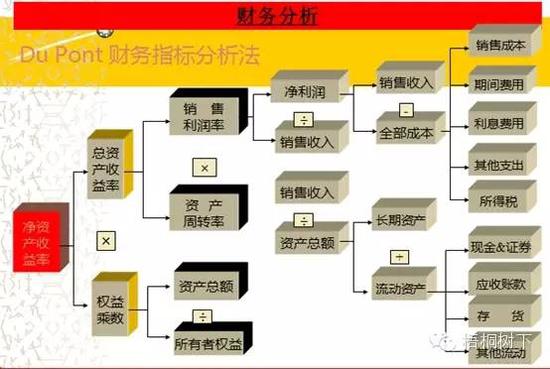 财务分析
Du Pont 财务指标分析法
净资
产收
益率
×
总资
产收
益率
权益
乘数
销 售
利润率
×
资 产
周转率
资产总额
÷
所有者权益
净利润
÷
销售收入
销售收入
÷
资产总额
销售收入
-
全部成本
长期资产
+
流动资产
销售成本
期间费用
利息费用
其他支出
所得税
现金&证券
应收账款
存 货
其他流动
梧桐树下